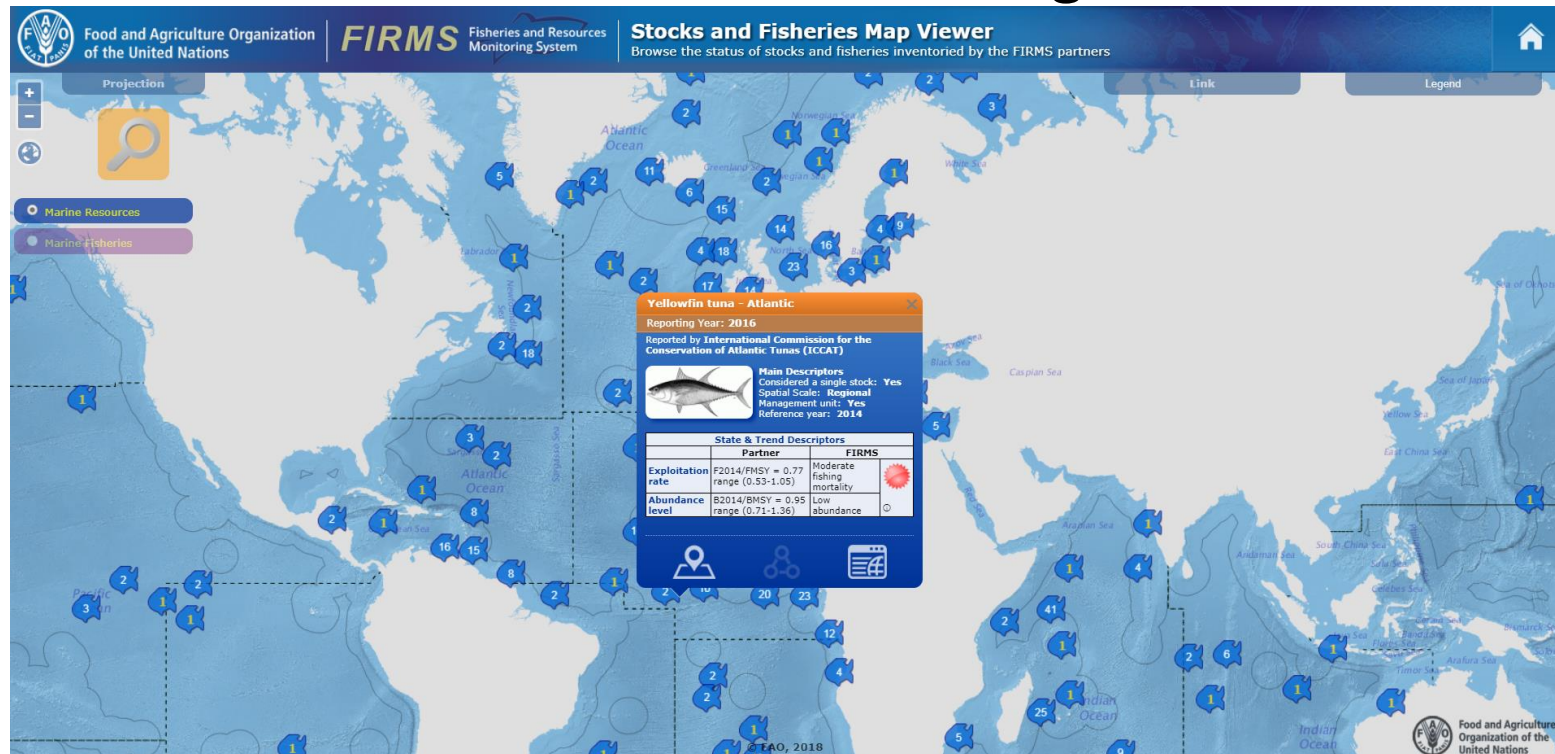 Food and Agriculture Organization
of the United Nations
FIRMS
Fisheries and Resources
Monitoring System
Stocks and Fisheries Map Viewer
Browse the status of stocks and fisheries inventoried by the FIRMS partners
Projection
Link
Legend
+
-
Marine Resources
Marine Fisheries
Atlantic
Ocean
Norwegian Sea
White Sea
Labrador
North Sea
Black Sea
Caspian Sea
Sea of Japan
Yellow Sea
East China Sea
Red Sea
Arabian Sea
Andaman Sea
South China Sea
Sargasso Sea
Atlantic
Ocean
Celebes Sea
Arafura Sea
Timor Sea
Indian
Ocean
Indian
Ocean
Yellowfin tuna - Atlantic
Reporting Year: 2016
Reported by International Commission for the
Conservation of Atlantic Tunas (ICCAT)
Main Descriptors
Considered a single stock: Yes
Spatial Scale: Regional
Management unit: Yes
Reference year: 2014
State & Trend Descriptors
Partner FIRMS
Exploitation rate F2014/FMSY = 0.77 range (0.53-1.05) Moderate fishing mortality
Abundance level B2014/BMSY = 0.95 range (0.71-1.36) Low abundance
© FAO, 2018
Food and Agriculture
Organization of the
United Nations